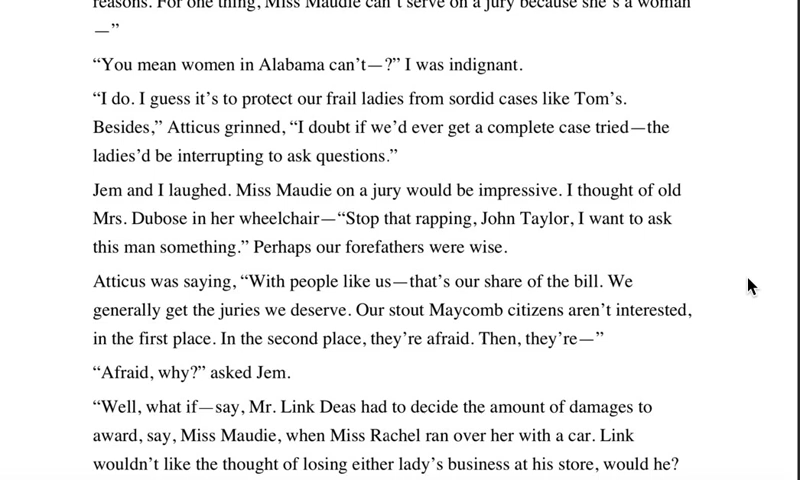 reasons. For one thing, Miss Maudie can't serve on a jury because she's a woman
—”
“You mean women in Alabama can’t—?” I was indignant.
“I do. I guess it’s to protect our frail ladies from sordid cases like Tom’s.
Besides,” Atticus grinned, “I doubt if we’d ever get a complete case tried—the
ladies’d be interrupting to ask questions.”
Jem and I laughed. Miss Maudie on a jury would be impressive. I thought of old
Mrs. Dubose in her wheelchair—“Stop that rapping, John Taylor, I want to ask
this man something.” Perhaps our forefathers were wise.
Atticus was saying, “With people like us—that’s our share of the bill. We
generally get the juries we deserve. Our stout Maycomb citizens aren’t interested,
in the first place. In the second place, they’re afraid. Then, they’re—”
“Afraid, why?” asked Jem.
“Well, what if—say, Mr. Link Deas had to decide the amount of damages to
award, say, Miss Maudie, when Miss Rachel ran over her with a car. Link
wouldn’t like the thought of losing either lady’s business at his store, would he?